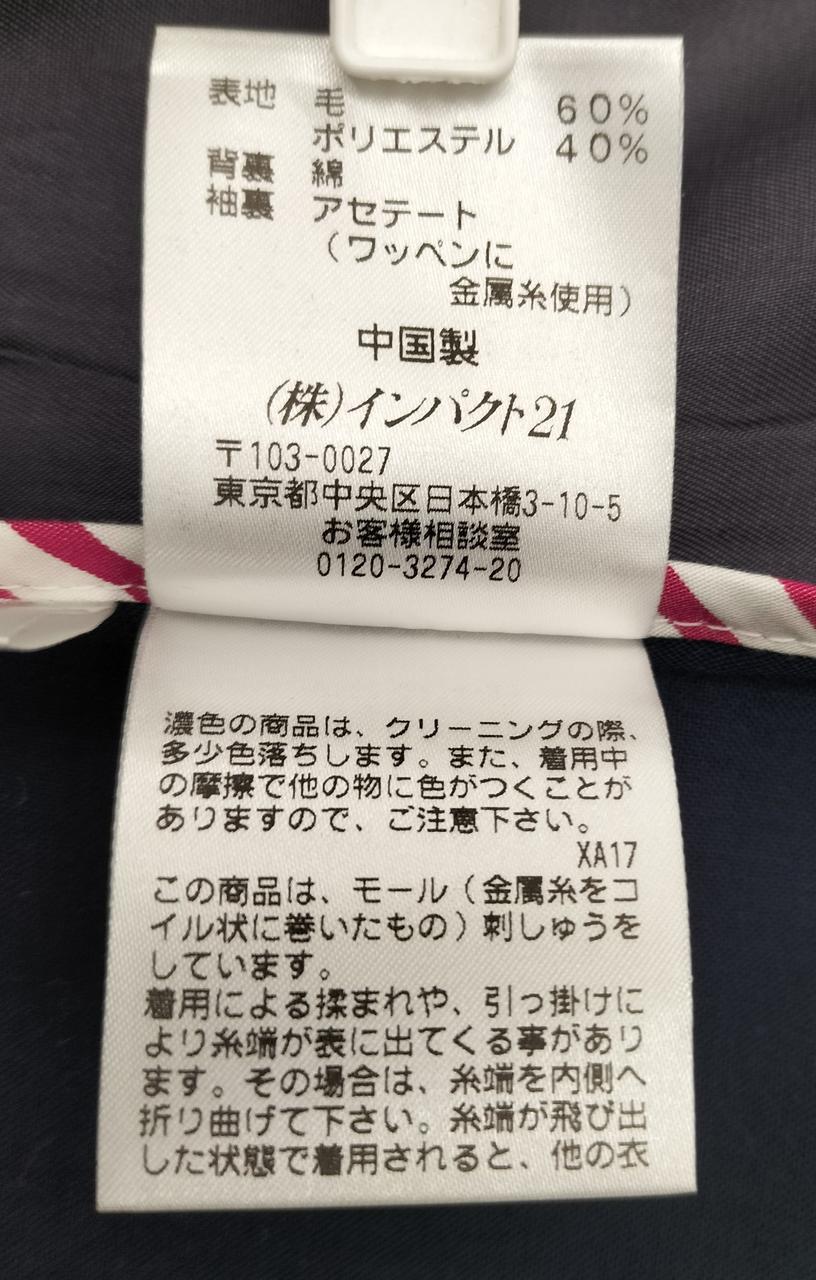 表地 毛 60%
ポリエステル 40%
背裏 綿
袖裏 アセテート
(ワッペンに
金属糸使用)
中国製
(株)インパクト21
〒103-0027
東京都中央区日本橋3-10-5
お客様相談室
0120-3274-20
濃色の商品は、クリーニングの際、
多少色落ちします。また、着用中
の摩擦で他の物に色がつくことが
ありますので、ご注意下さい。
XA17
この商品は、モール(金属糸をコ
イル状に巻いたもの)刺しゅうを
しています。
着用による揉まれや、引っ掛けに
より糸端が表に出てくる事があり
ます。その場合は、糸端を内側へ
折り曲げて下さい。糸端が飛び出
した状態で着用されると、他の衣